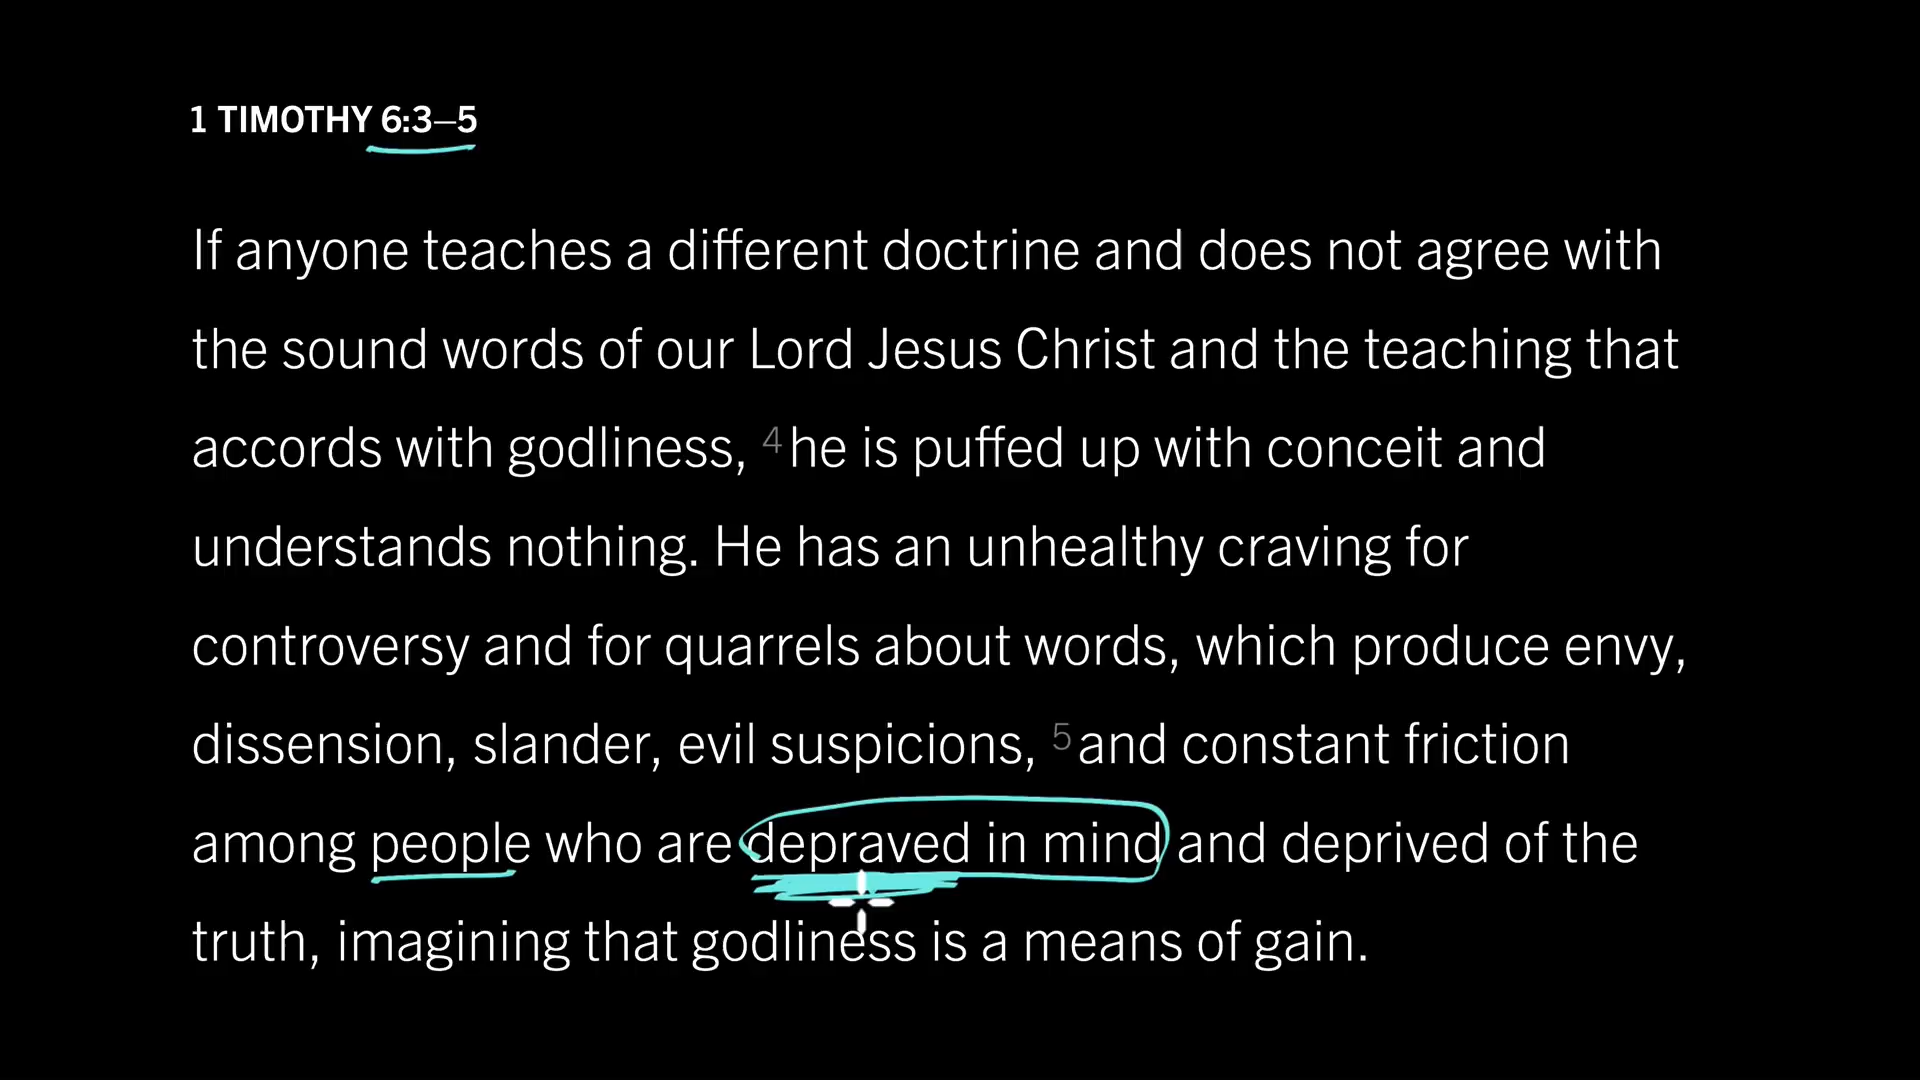 1 TIMOTHY 6:3–5
If anyone teaches a different doctrine and does not agree with
the sound words of our Lord Jesus Christ and the teaching that
accords with godliness, 4 he is puffed up with conceit and
understands nothing. He has an unhealthy craving for
controversy and for quarrels about words, which produce envy,
dissension, slander, evil suspicions, 5 and constant friction
among people who are depraved in mind and deprived of the
truth, imagining that godliness is a means of gain.